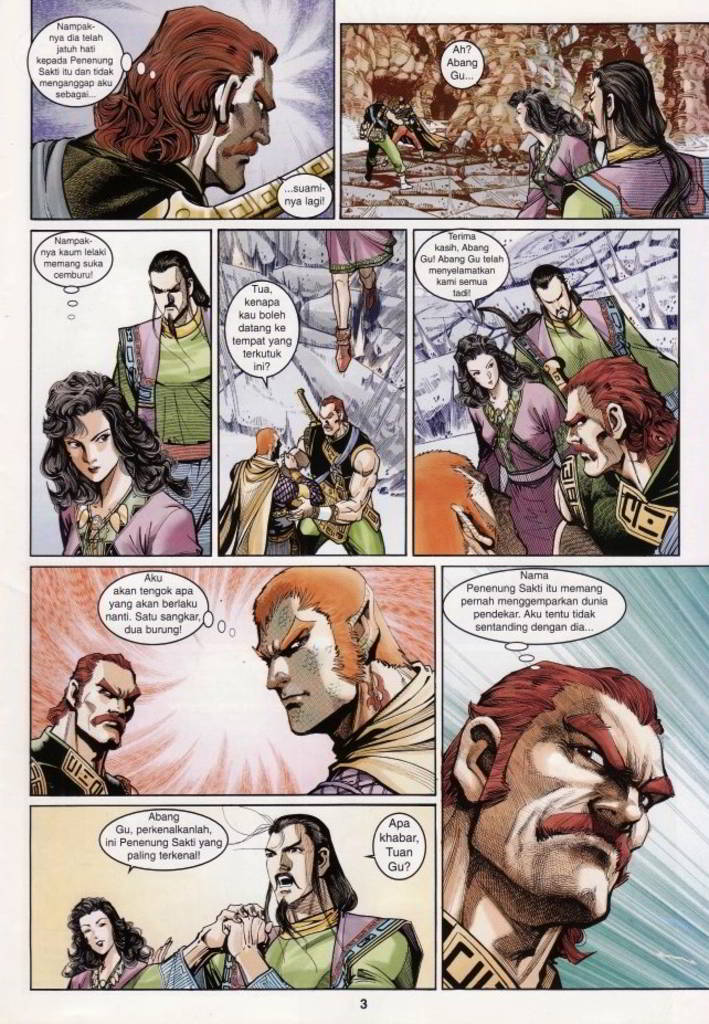 Nampak-
nya dia telah
jatuh hati
kepada Penenung
Sakti itu dan tidak
menganggap aku
sebagai...
...suami-
nya lagi!
Ah?
Abang
Gu...
Nampak-
nya kaum lelaki
memang suka
cemburu!
Tua,
kenapa
kau boleh
datang ke
tempat yang
terkutuk
ini?
Terima
kasih, Abang
Gu! Abang Gu telah
menyelamatkan
kami semua
tadi!
Aku
akan tengok apa
yang akan berlaku
nanti. Satu sangkar,
dua burung!
Nama
Penenung Sakti itu memang
pernah menggemparkan dunia
pendekar. Aku tentu tidak
sentanding dengan dia...
Abang
Gu, perkenalkanlah,
ini Penenung Sakti yang
paling terkenal!
Apa
khabar,
Tuan
Gu?
3